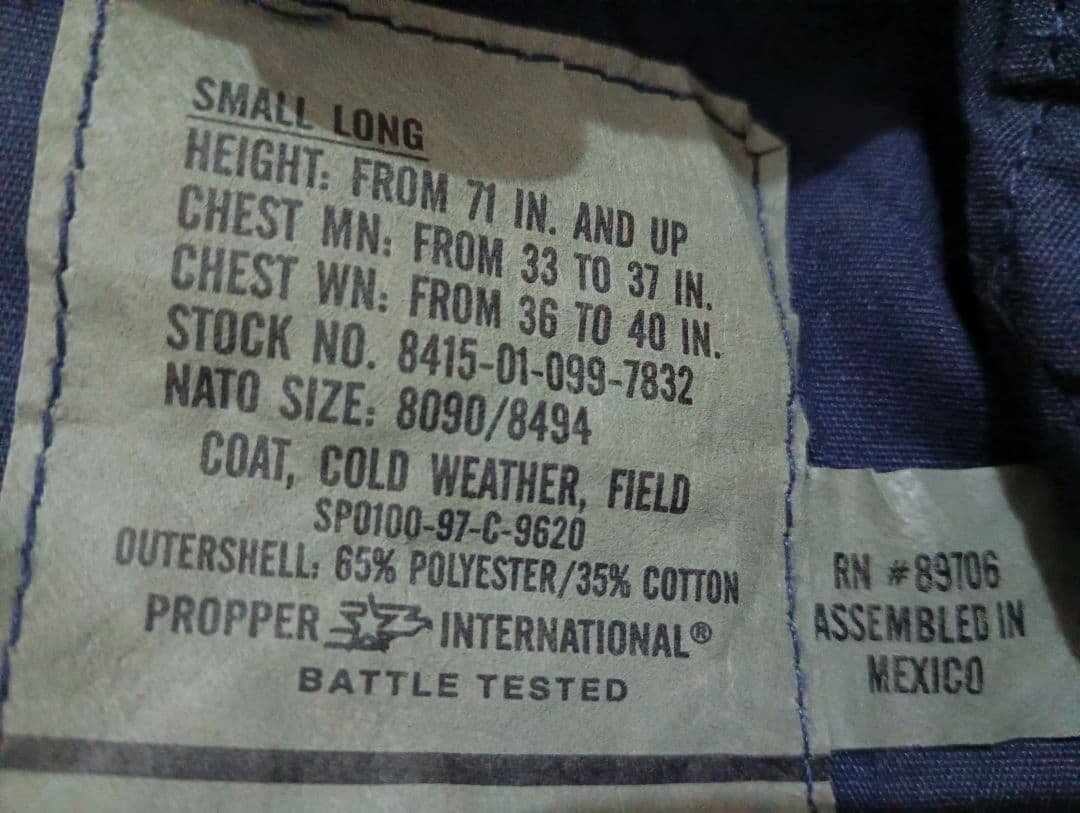 SMALL LONG
HEIGHT: FROM 71 IN. AND UP
CHEST MN: FROM 33 TO 37 IN.
CHEST WN: FROM 36 TO 40 IN.
STOCK NO. 8415-01-099-7832
NATO SIZE: 8090/8494
COAT, COLD WEATHER, FIELD
SPO100-97-C-9620
OUTERSHELL: 65% POLYESTER/35% COTTON
PROPPER INTERNATIONAL®
BATTLE TESTED
RN #89706
ASSEMBLED IN
MEXICO